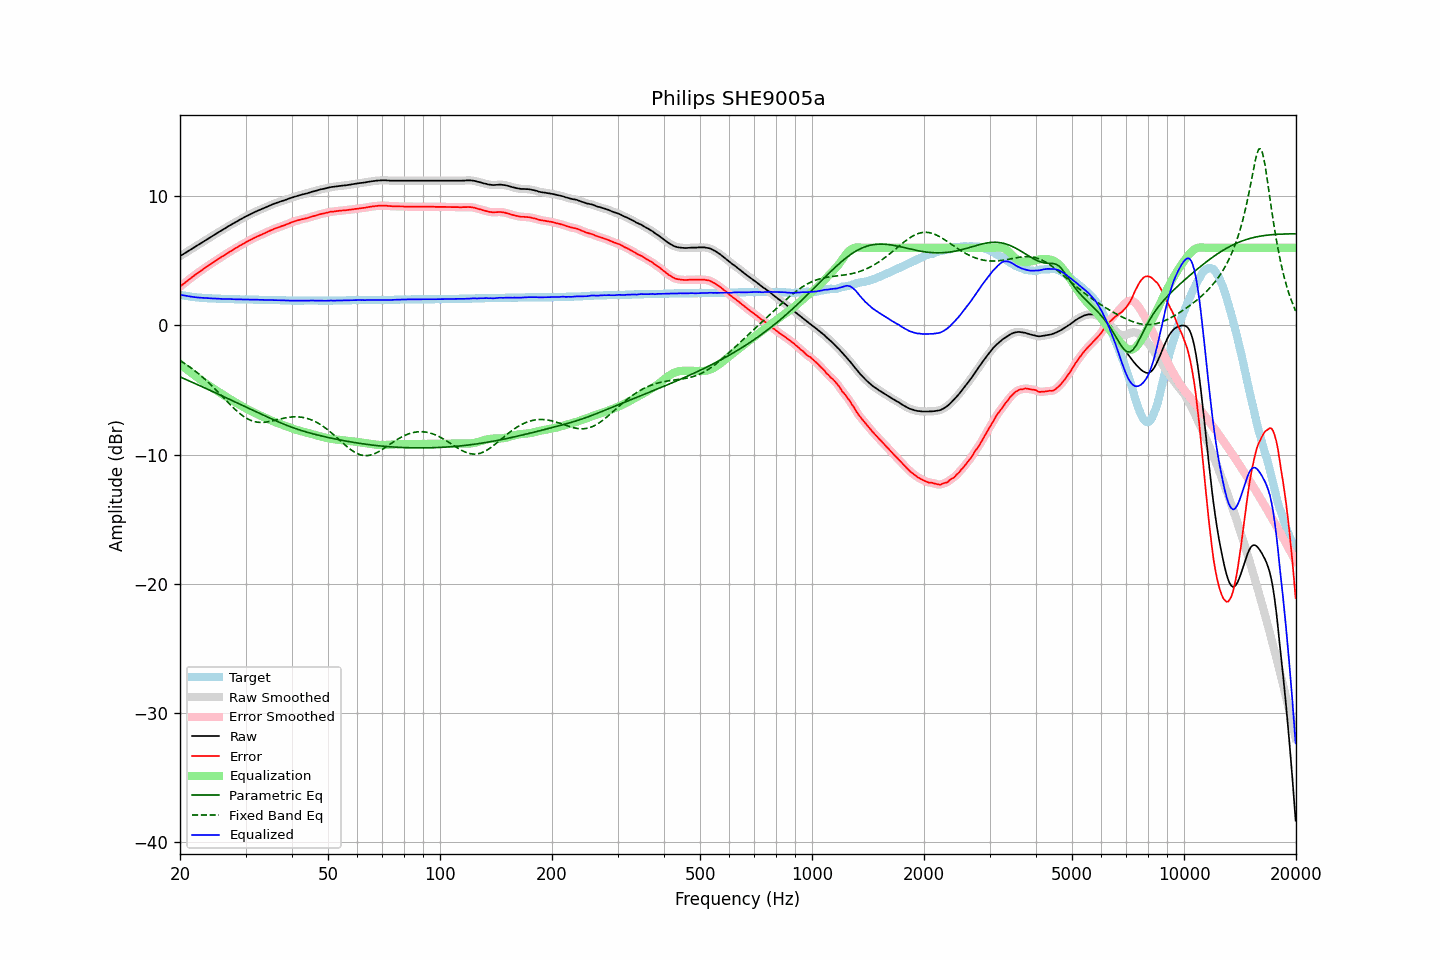 Philips SHE9005a
Amplitude (dBr)
10
0
−10
−20
−30
−40
Target
Raw Smoothed
Error Smoothed
Raw
Error
Equalization
Parametric Eq
Fixed Band Eq
Equalized
20 50 100 200 500 1000 2000 5000 10000 20000
Frequency (Hz)